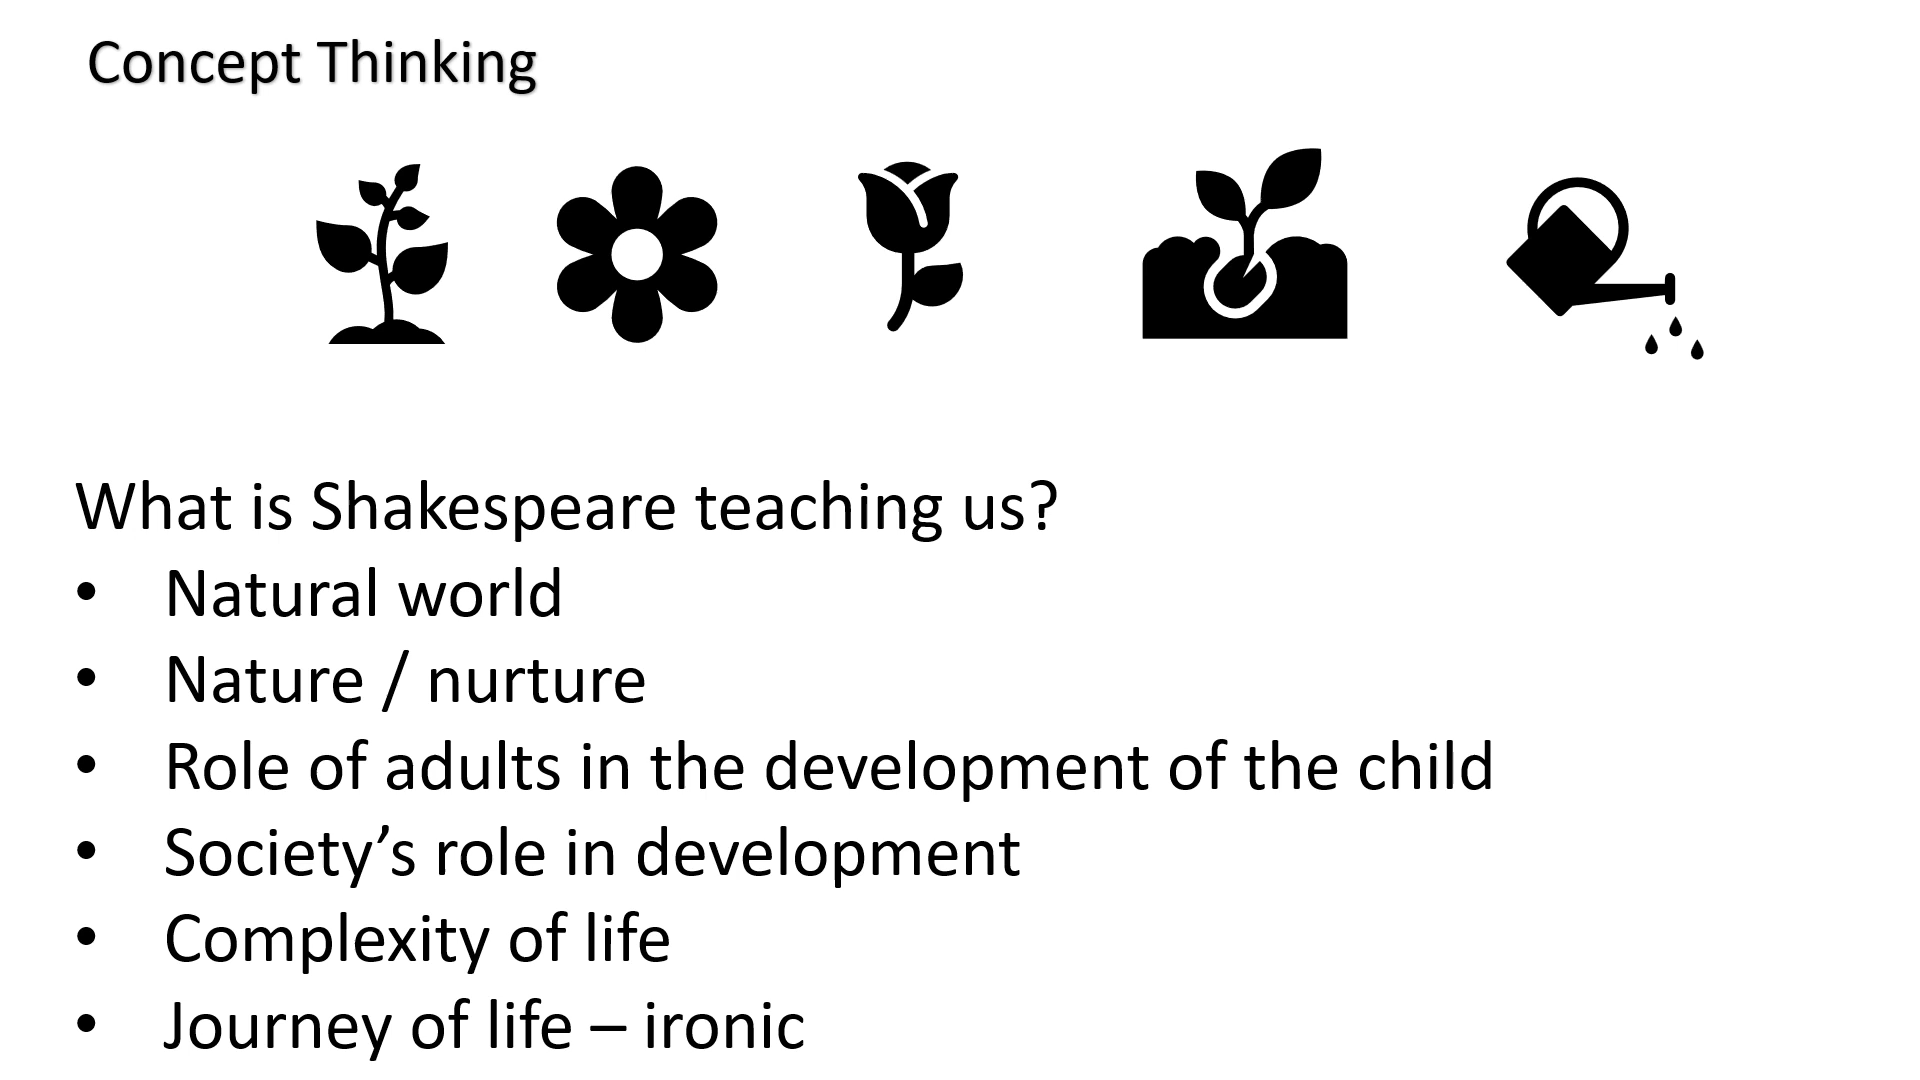 Concept Thinking
What is Shakespeare teaching us?
• Natural world
• Nature / nurture
• Role of adults in the development of the child
• Society’s role in development
• Complexity of life
• Journey of life – ironic